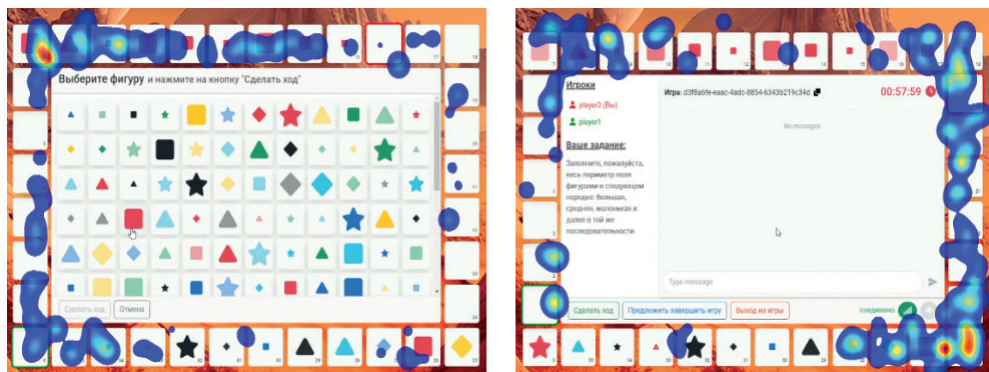 Выберите фигуру и нажмите на кнопку "Сделать ход"
Сделать ход
Отмена
Игроки
player2 (Вы)
player1
Ваше задание:
Заполните, пожалуйста,
весь периметр поля
фигурами в следующем
порядке: большая,
средняя, маленькая и
далее в той же
последовательности.
Игра: d3f8a6fe-eaac-4adc-8854-6343b219c34d
00:57:59
No messages
Type message
Сделать ход
Предложить завершить игру
Выход из игры
соединено